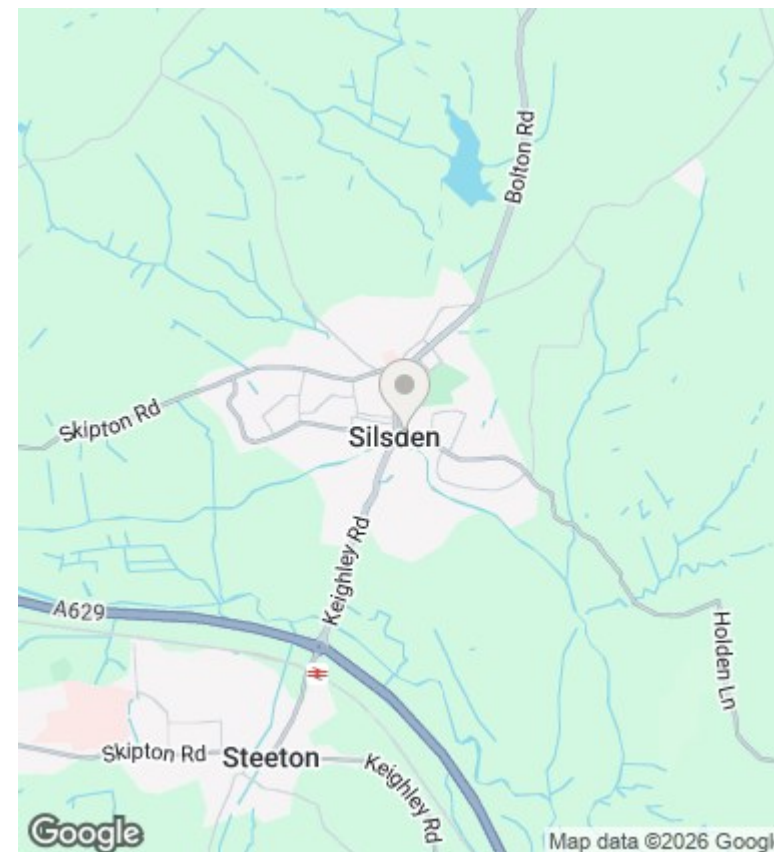 Bolton Rd
Skipton Rd
Silsden
Keighley Rd
A629
Holden Ln
Skipton Rd
Steeton
Keighley Rd
Google
Map data ©2026 Googl